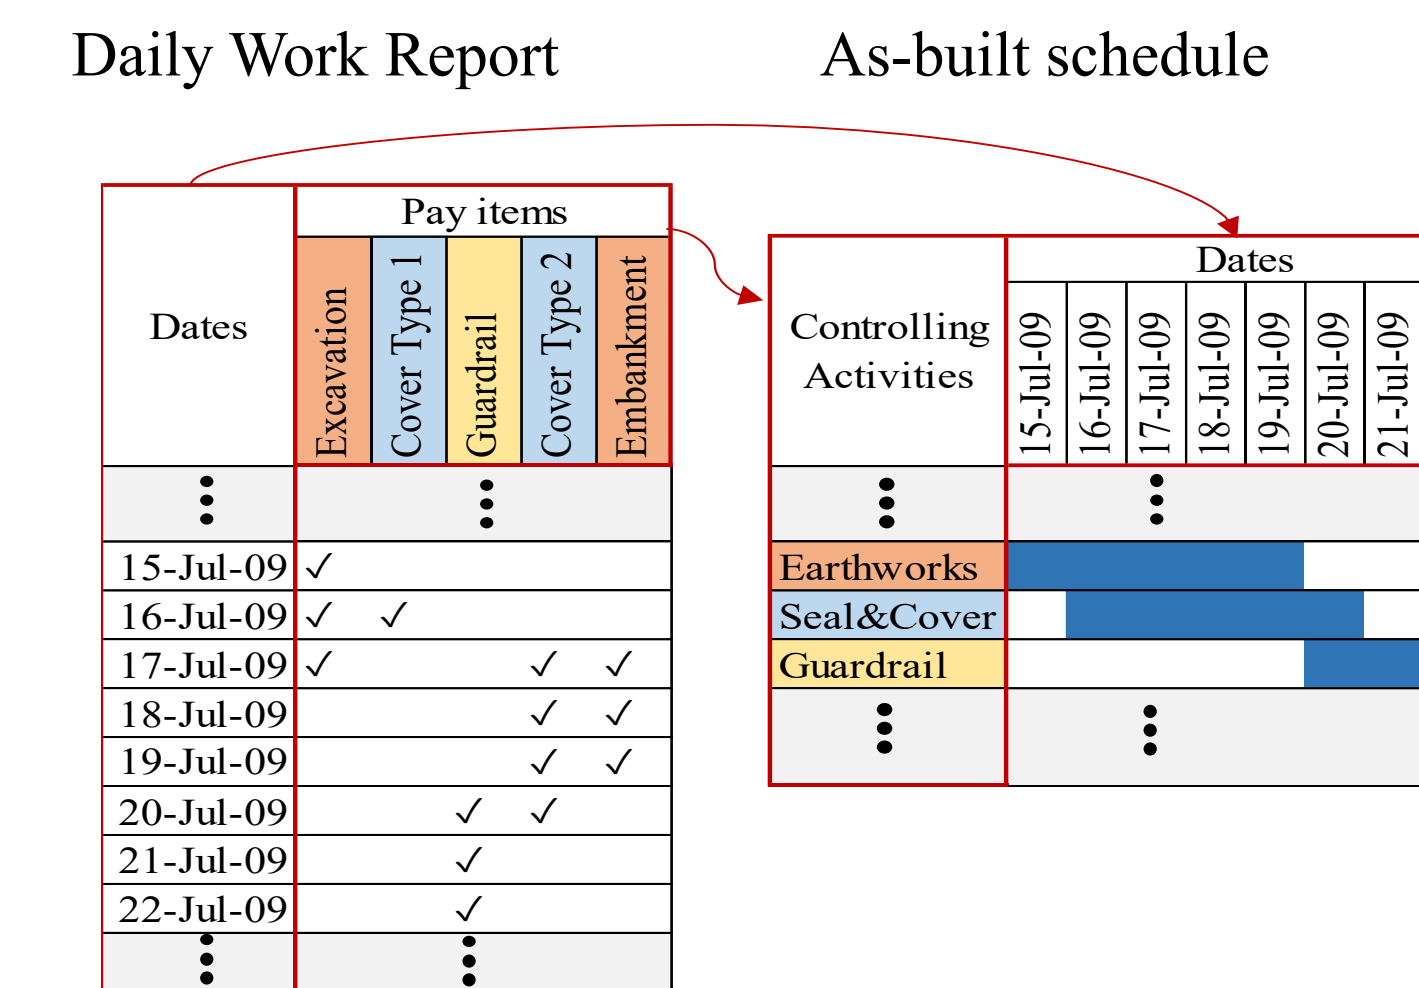 Daily Work Report
As-built schedule
Dates
Pay items
Excavation
Cover Type 1
Guardrail
Cover Type 2
Embankment
15-Jul-09 ✓
16-Jul-09 ✓ ✓
17-Jul-09 ✓ ✓ ✓
18-Jul-09 ✓ ✓
19-Jul-09 ✓ ✓
20-Jul-09 ✓ ✓
21-Jul-09 ✓
22-Jul-09 ✓
Controlling
Activities
Dates
15-Jul-09
16-Jul-09
17-Jul-09
18-Jul-09
19-Jul-09
20-Jul-09
21-Jul-09
Earthworks
Seal&Cover
Guardrail